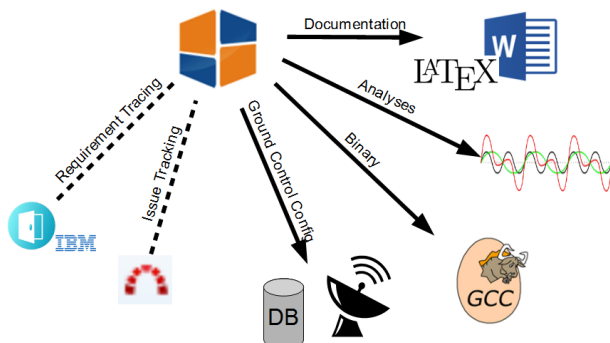 Documentation
W
LATEX
Analyses
Binary
Ground Control Config
Issue Tracking
Requirement Tracing
IBM
DB
GCC